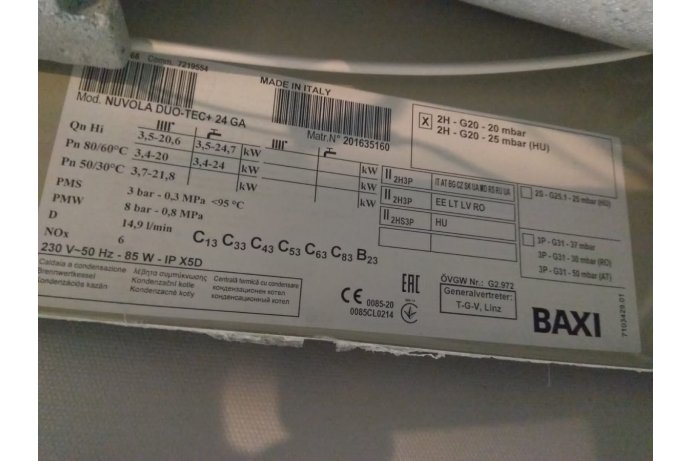 68 Comm. 7219554
MADE IN ITALY
Mod. NUVOLA DUO-TEC+ 24 GA
Matr.N° 201635160
Qn Hi 3,5-20,6 3,5-24,7 kW kW
Pn 80/60°C 3,4-20 3,4-24 kW kW
Pn 50/30°C 3,7-21,8 kW kW
PMS 3 bar - 0,3 MPa <95 °C
PMW 8 bar - 0,8 MPa
D 14,9 l/min
NOx 6
C13 C33 C43 C53 C63 C83 B23
230 V~50 Hz - 85 W - IP X5D
Caldaia a condensazione
Brennwertkessel
Kondenzációs kazán
λέβητα συμπύκνωσης
Kondenzační kotle
Kondenzacné kotly
Centrală termică cu condensare
конденсационен котел
конденсационный котел
X 2H - G20 - 20 mbar
2H - G20 - 25 mbar (HU)
II 2H3P IT AT BG CZ SK UA MD RS RU UA
II 2H3P EE LT LV RO
II 2HS3P HU
2S - G25.1 - 25 mbar (HU)
3P - G31 - 37 mbar
3P - G31 - 30 mbar (RO)
3P - G31 - 50 mbar (AT)
CE 0085-20
0085CL0214
EAC
ÖVGW Nr.: G2.972
Generalvertreter:
T-G-V, Linz
BAXI
7103429.01